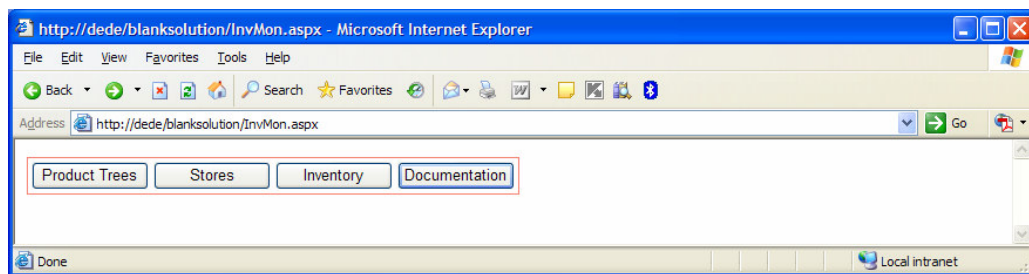 http://dede/blanksolution/InvMon.aspx - Microsoft Internet Explorer
File Edit View Favorites Tools Help
Back Search Favorites
Address http://dede/blanksolution/InvMon.aspx Go
Product Trees Stores Inventory Documentation
Done Local intranet